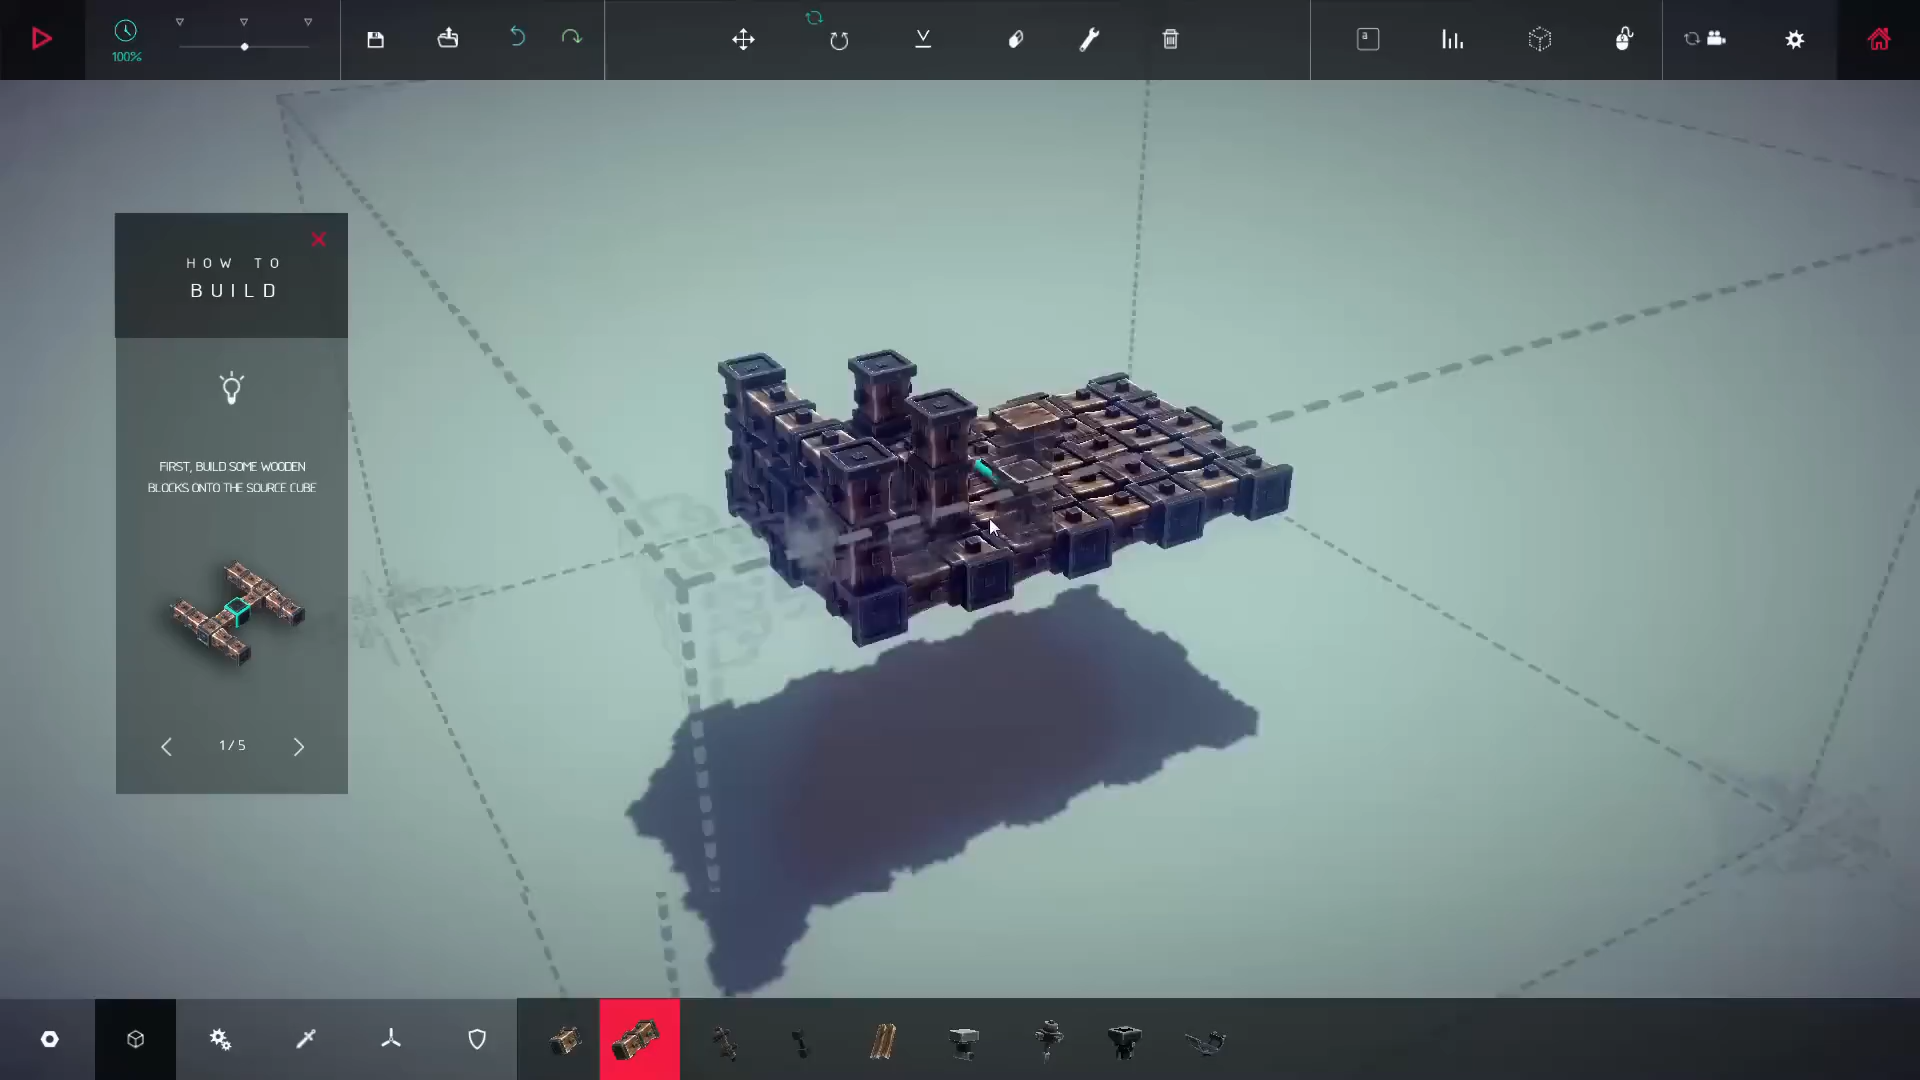 100%
a
HOW TO
BUILD
FIRST, BUILD SOME WOODEN
BLOCKS ONTO THE SOURCE CUBE
1/5